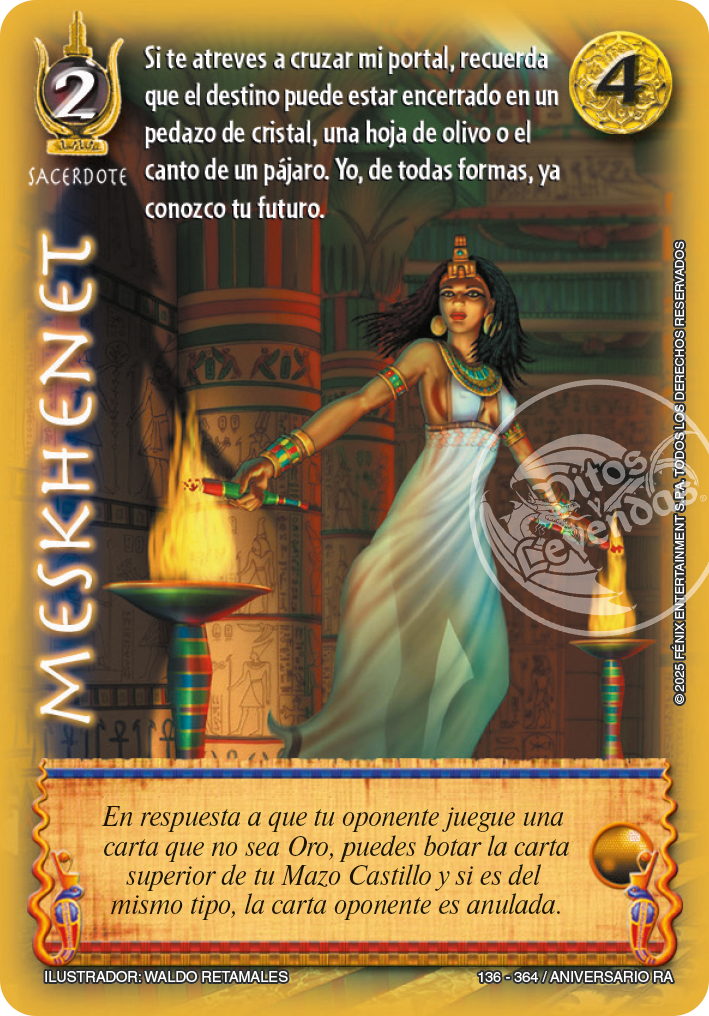 2
SACERDOTE
Si te atreves a cruzar mi portal, recuerda
que el destino puede estar encerrado en un
pedazo de cristal, una hoja de olivo o el
canto de un pájaro. Yo, de todas formas, ya
conozco tu futuro.
4
MESKHENET
© 2025 FÉNIX ENTERTAINMENT S.P.A. TODOS LOS DERECHOS RESERVADOS
Mitos
y
Leyendas®
En respuesta a que tu oponente juegue una
carta que no sea Oro, puedes botar la carta
superior de tu Mazo Castillo y si es del
mismo tipo, la carta oponente es anulada.
ILUSTRADOR: WALDO RETAMALES
136 - 364 / ANIVERSARIO RA